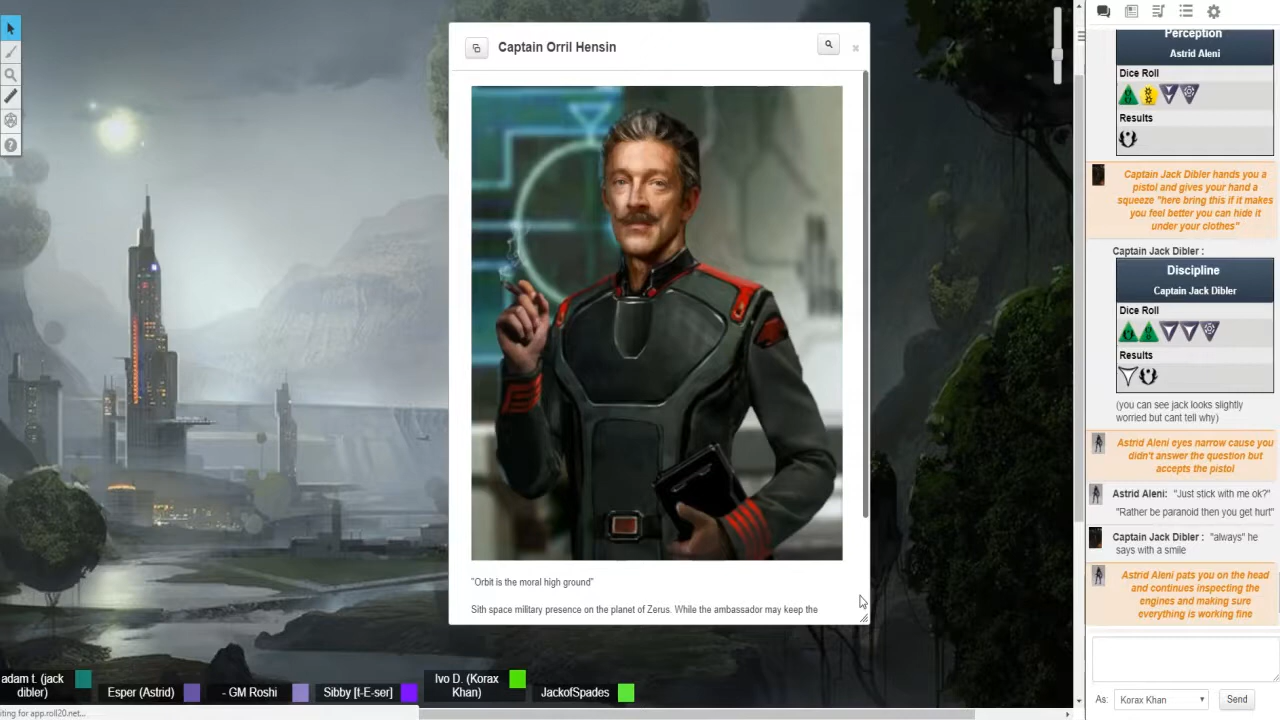 Captain Orril Hensin
"Orbit is the moral high ground"
Sith space military presence on the planet of Zerus. While the ambassador may keep the
Perception
Astrid Aleni
Dice Roll
Results
Captain Jack Dibler hands you a
pistol and gives your hand a
squeeze "here bring this if it makes
you feel better you can hide it
under your clothes"
Captain Jack Dibler :
Discipline
Captain Jack Dibler
Dice Roll
Results
(you can see jack looks slightly
worried but cant tell why)
Astrid Aleni eyes narrow cause you
didn't answer the question but
accepts the pistol
Astrid Aleni: "Just stick with me ok?"
"Rather be paranoid then you get hurt"
Captain Jack Dibler : "always" he
says with a smile
Astrid Aleni pats you on the head
and continues inspecting the
engines and making sure
everything is working fine
As: Korax Khan Send
adam t. (jack
dibler)
Esper (Astrid)
- GM Roshi
Sibby [t-E-ser]
Ivo D. (Korax
Khan)
JackofSpades
iting for app.roll20.net...